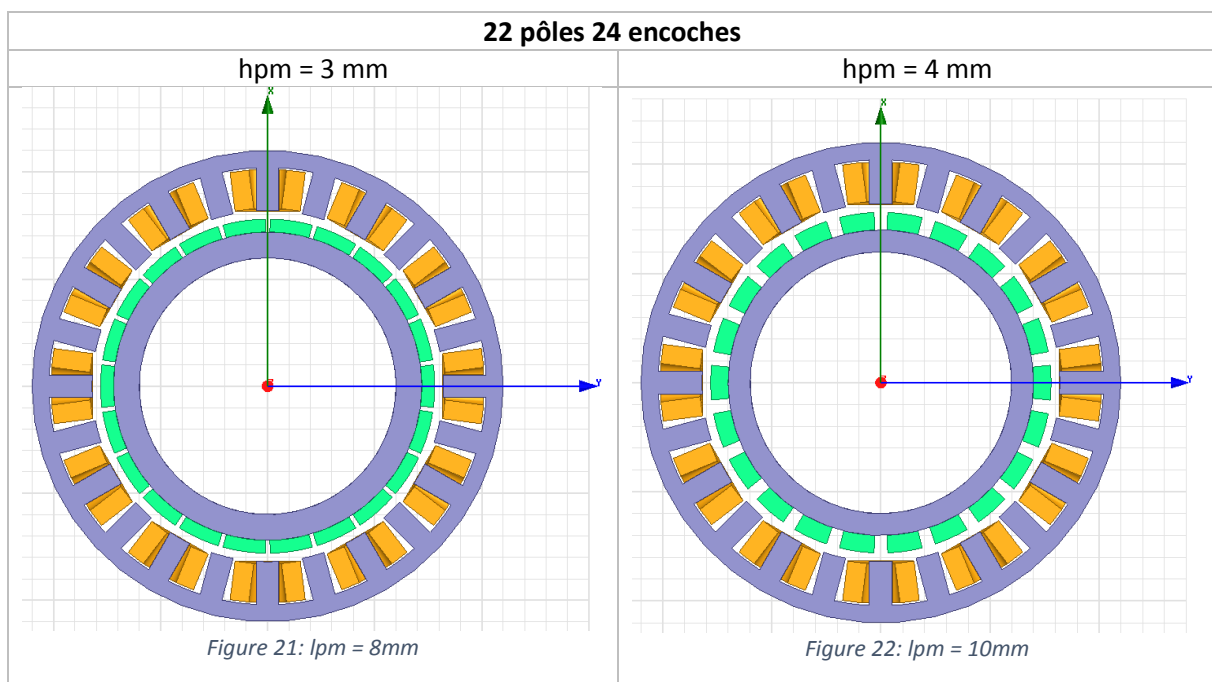 22 pôles 24 encoches
hpm = 3 mm
hpm = 4 mm
X
X
Y
Y
Figure 21: lpm = 8mm
Figure 22: lpm = 10mm